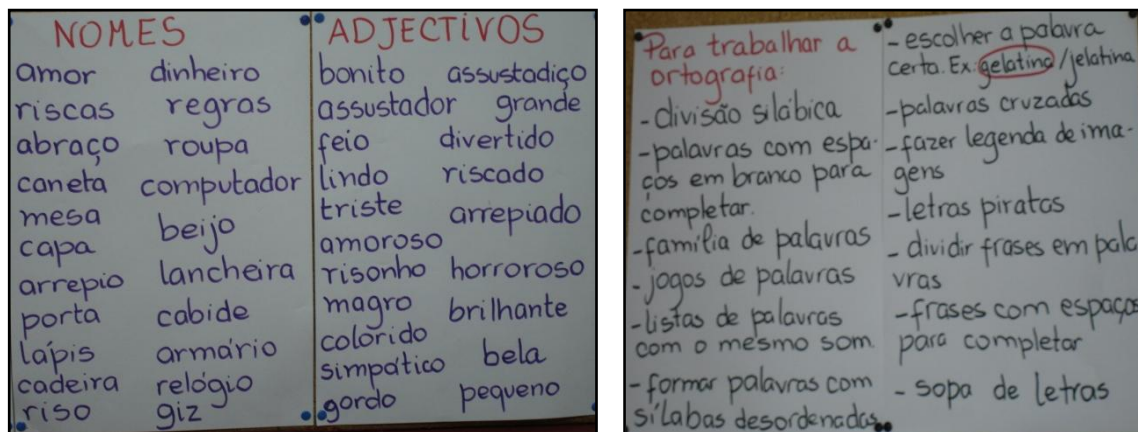 NOMES
amor dinheiro
riscas regras
abraço roupa
caneta computador
mesa beijo
capa
arrepio lancheira
porta cabide
lápis armário
cadeira relógio
riso giz
ADJECTIVOS
bonito assustadiço
assustador grande
feio divertido
lindo riscado
triste arrepiado
amoroso
risonho horroroso
magro brilhante
colorido
simpático bela
gordo pequeno
Para trabalhar a
ortografia:
- divisão silábica
- palavras com espa-
ços em branco para
completar.
- família de palavras
- jogos de palavras
- listas de palavras
com o mesmo som.
- formar palavras com
sílabas desordenadas
- escolher a palavra
certa. Ex: gelatina / jelatina
- palavras cruzadas
- fazer legenda de ima-
gens
- letras piratas
- dividir frases em pala
vras
- frases com espaços
para completar
- sopa de letras